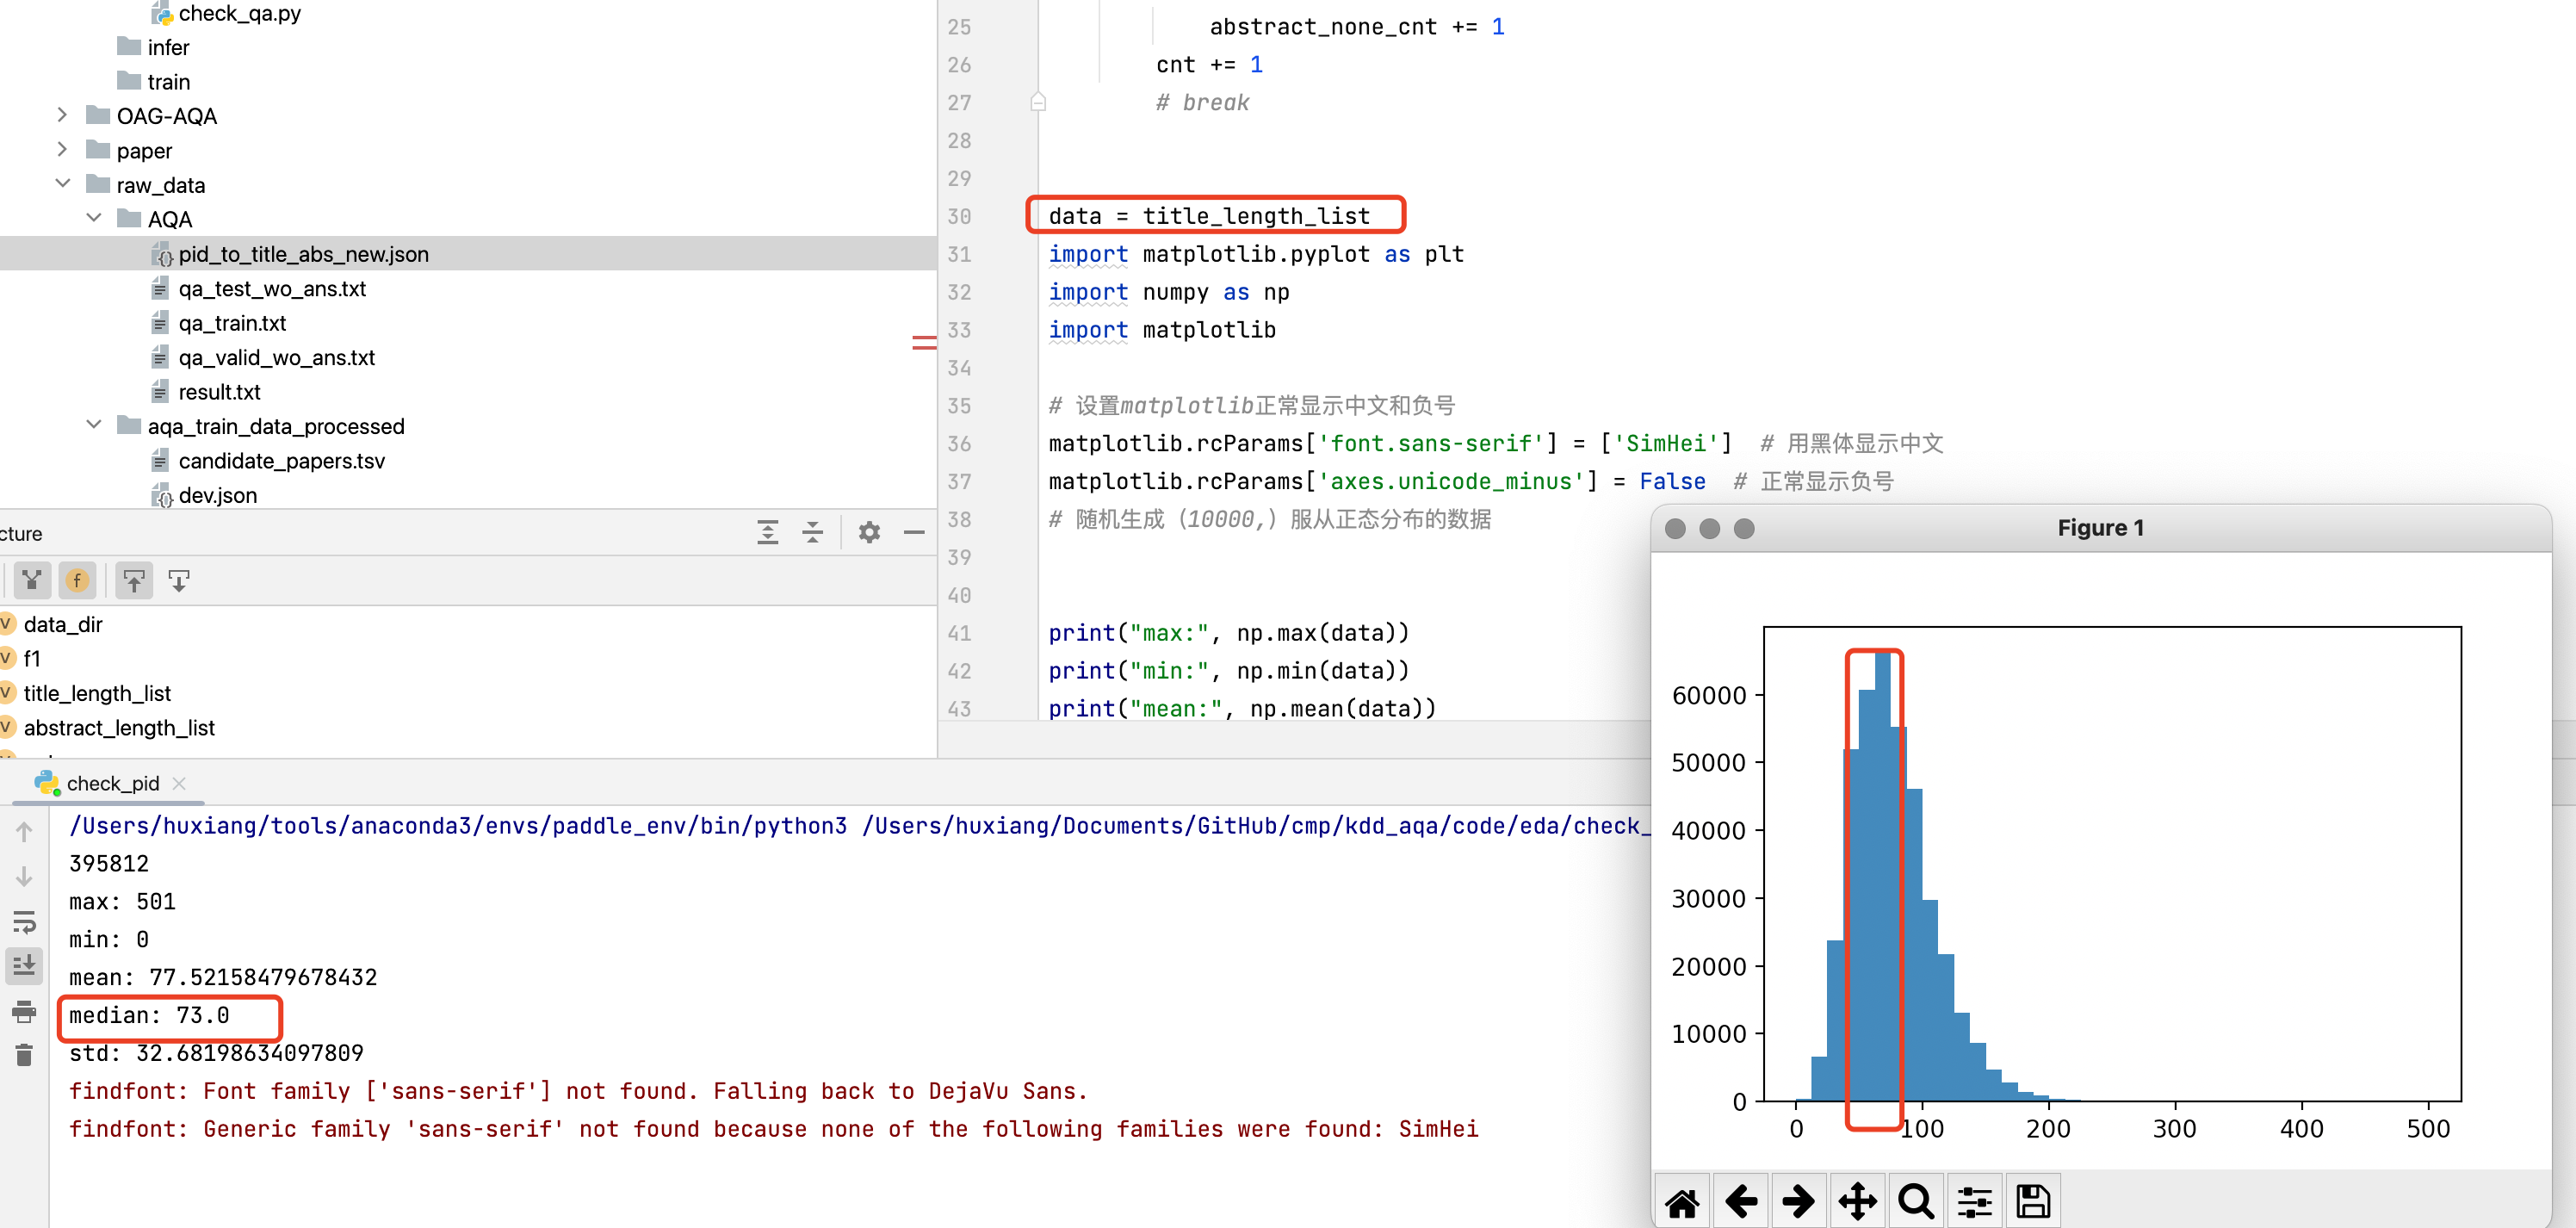 check_qa.py
infer
train
OAG-AQA
paper
raw_data
AQA
pid_to_title_abs_new.json
qa_test_wo_ans.txt
qa_train.txt
qa_valid_wo_ans.txt
result.txt
aqa_train_data_processed
candidate_papers.tsv
dev.json
cture
f
V data_dir
V f1
V title_length_list
V abstract_length_list
25 abstract_none_cnt += 1
26 cnt += 1
27 # break
28
29
30 data = title_length_list
31 import matplotlib.pyplot as plt
32 import numpy as np
33 import matplotlib
34
35 # 设置matplotlib正常显示中文和负号
36 matplotlib.rcParams['font.sans-serif'] = ['SimHei']  # 用黑体显示中文
37 matplotlib.rcParams['axes.unicode_minus'] = False  # 正常显示负号
38 # 随机生成（10000,）服从正态分布的数据
39
40
41 print("max:", np.max(data))
42 print("min:", np.min(data))
43 print("mean:", np.mean(data))
check_pid
/Users/huxiang/tools/anaconda3/envs/paddle_env/bin/python3 /Users/huxiang/Documents/GitHub/cmp/kdd_aqa/code/eda/check_
395812
max: 501
min: 0
mean: 77.52158479678432
median: 73.0
std: 32.68198634097809
findfont: Font family ['sans-serif'] not found. Falling back to DejaVu Sans.
findfont: Generic family 'sans-serif' not found because none of the following families were found: SimHei
Figure 1
60000
50000
40000
30000
20000
10000
0
0 100 200 300 400 500